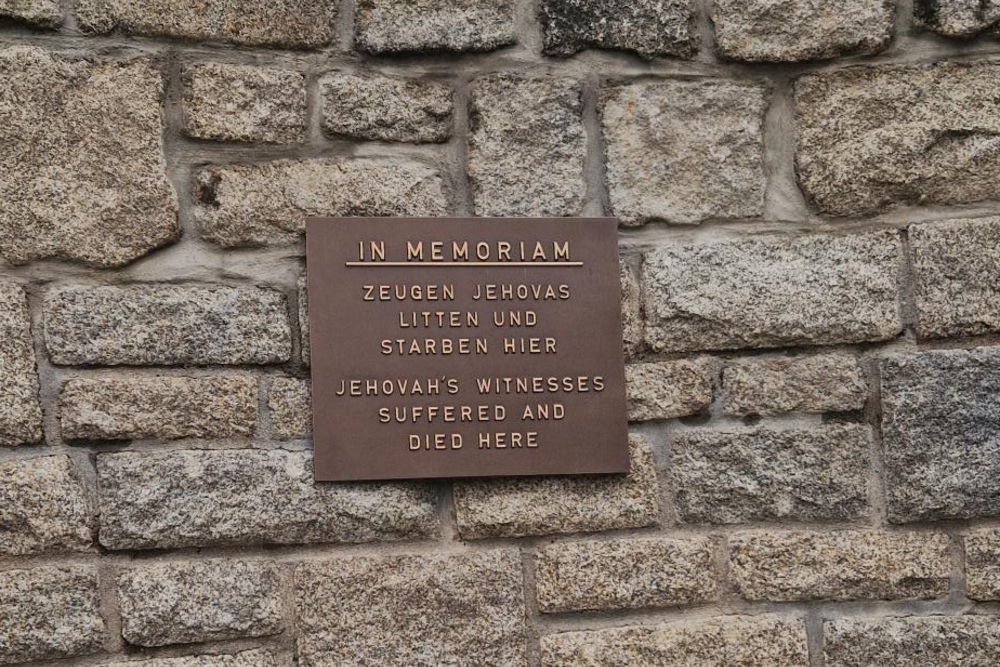 IN MEMORIAM
ZEUGEN JEHOVAS
LITTEN UND
STARBEN HIER
JEHOVAH'S WITNESSES
SUFFERED AND
DIED HERE